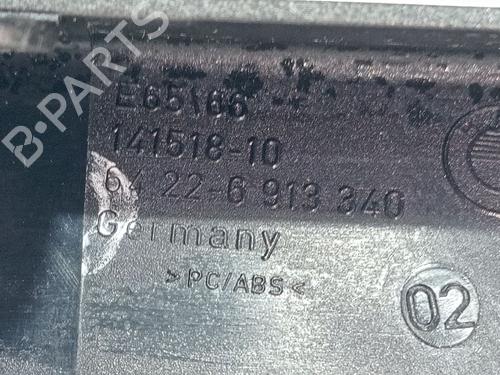 B-PARTS
E65\66
141518-10
64 22-6 913 340
Germany
>PC/ABS<
02